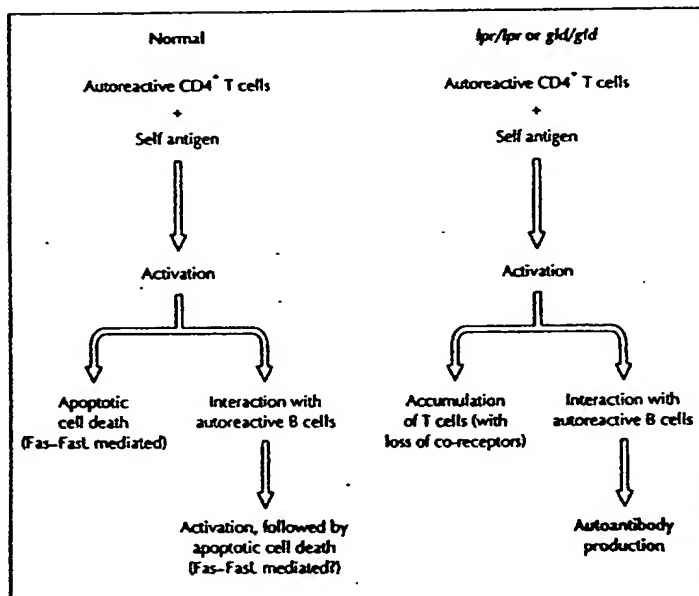 Normal
Autoreactive CD4+ T cells
+
Self antigen
Activation
Apoptotic
cell death
(Fas–FasL mediated)
Interaction with
autoreactive B cells
Activation, followed by
apoptotic cell death
(Fas–FasL mediated?)
lpr/lpr or gld/gld
Autoreactive CD4+ T cells
+
Self antigen
Activation
Accumulation
of T cells (with
loss of co-receptors)
Interaction with
autoreactive B cells
Autoantibody
production